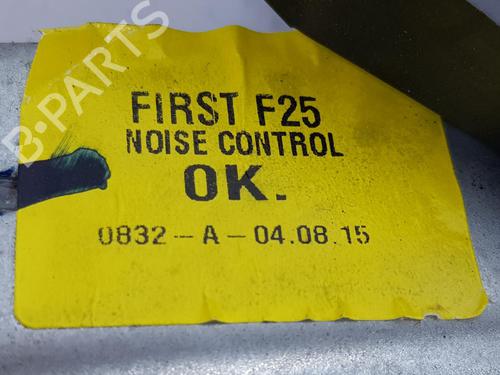 B-PARTS
FIRST F25
NOISE CONTROL
OK.
0832-A-04.08.15